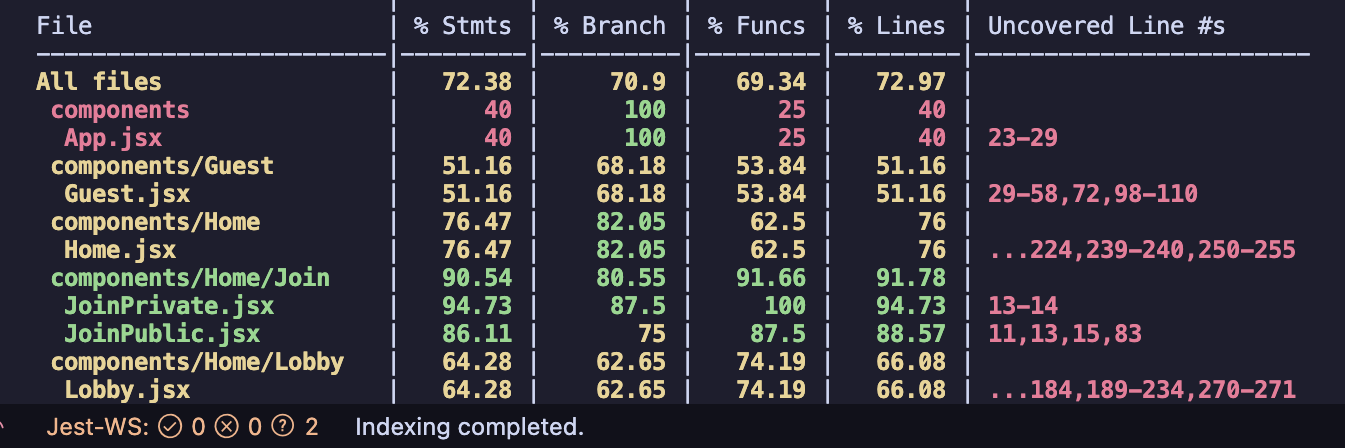 File | % Stmts | % Branch | % Funcs | % Lines | Uncovered Line #s
All files | 72.38 | 70.9 | 69.34 | 72.97 |
components | 40 | 100 | 25 | 40 |
App.jsx | 40 | 100 | 25 | 40 | 23-29
components/Guest | 51.16 | 68.18 | 53.84 | 51.16 |
Guest.jsx | 51.16 | 68.18 | 53.84 | 51.16 | 29-58,72,98-110
components/Home | 76.47 | 82.05 | 62.5 | 76 |
Home.jsx | 76.47 | 82.05 | 62.5 | 76 | ...224,239-240,250-255
components/Home/Join | 90.54 | 80.55 | 91.66 | 91.78 |
JoinPrivate.jsx | 94.73 | 87.5 | 100 | 94.73 | 13-14
JoinPublic.jsx | 86.11 | 75 | 87.5 | 88.57 | 11,13,15,83
components/Home/Lobby | 64.28 | 62.65 | 74.19 | 66.08 |
Lobby.jsx | 64.28 | 62.65 | 74.19 | 66.08 | ...184,189-234,270-271
Jest-WS: 0 0 2 Indexing completed.